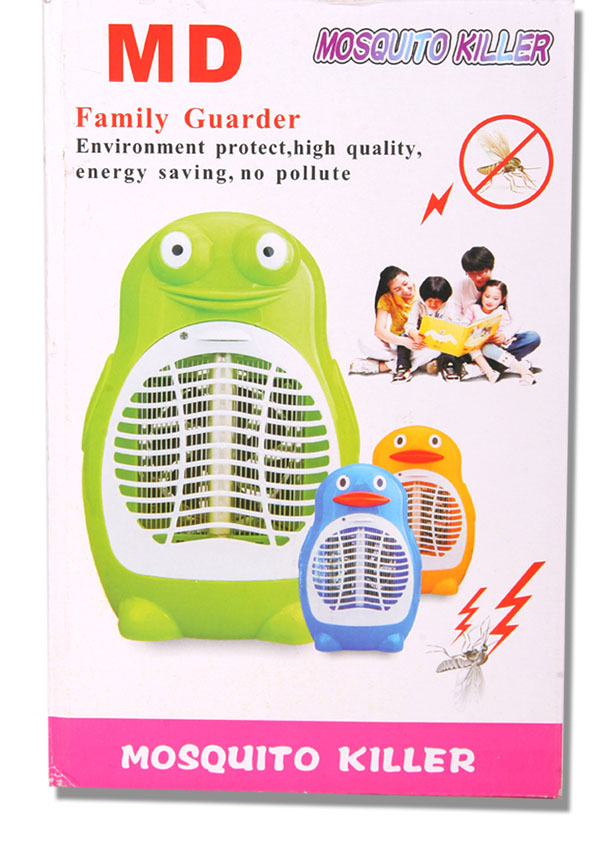 MD
MOSQUITO KILLER
Family Guarder
Environment protect,high quality,
energy saving, no pollute
MOSQUITO KILLER